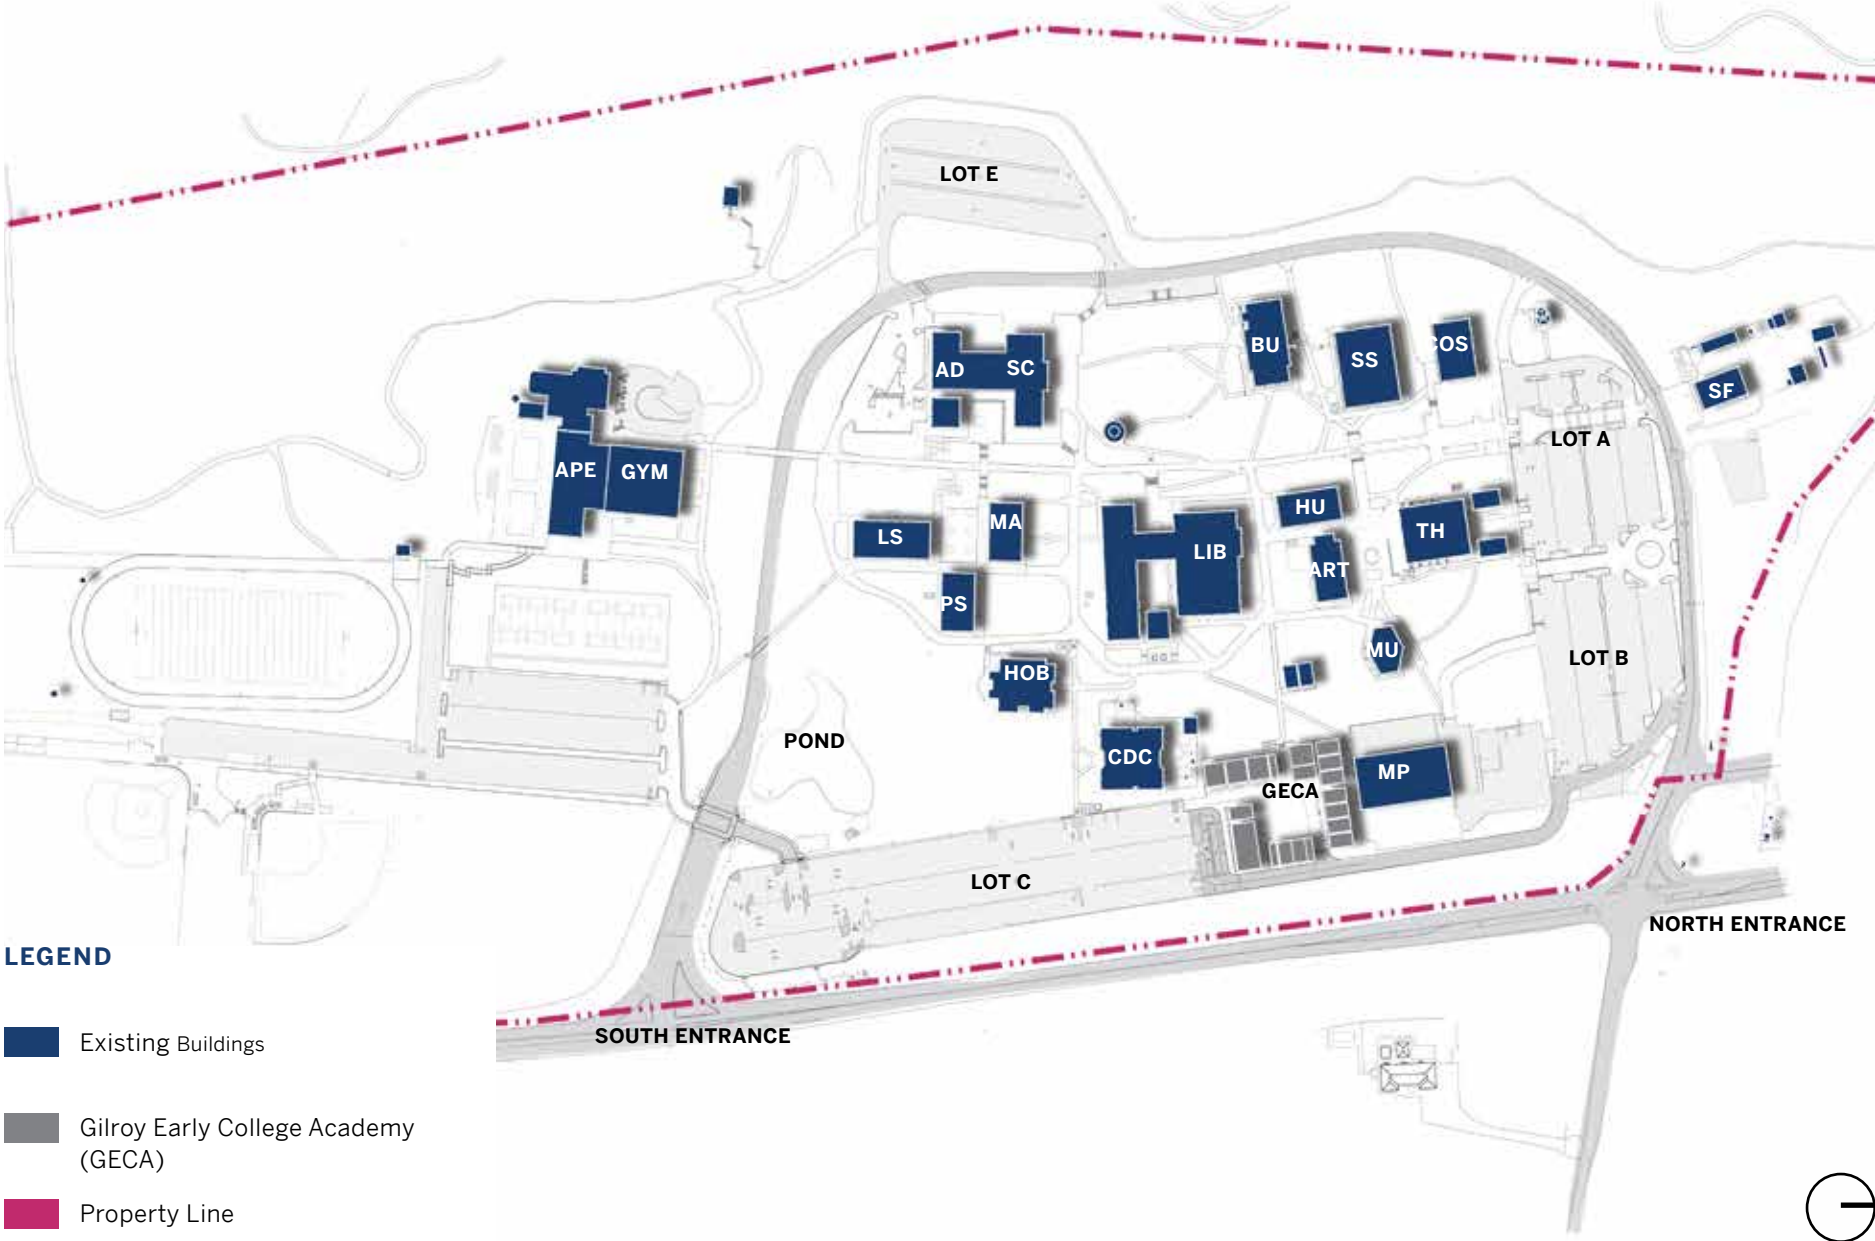 LOT E
BU
SS
COS
AD
SC
SF
LOT A
APE
GYM
HU
MA
LS
TH
LIB
ART
PS
MU
LOT B
HOB
POND
CDC
MP
GECA
LOT C
NORTH ENTRANCE
SOUTH ENTRANCE
LEGEND
Existing Buildings
Gilroy Early College Academy
(GECA)
Property Line